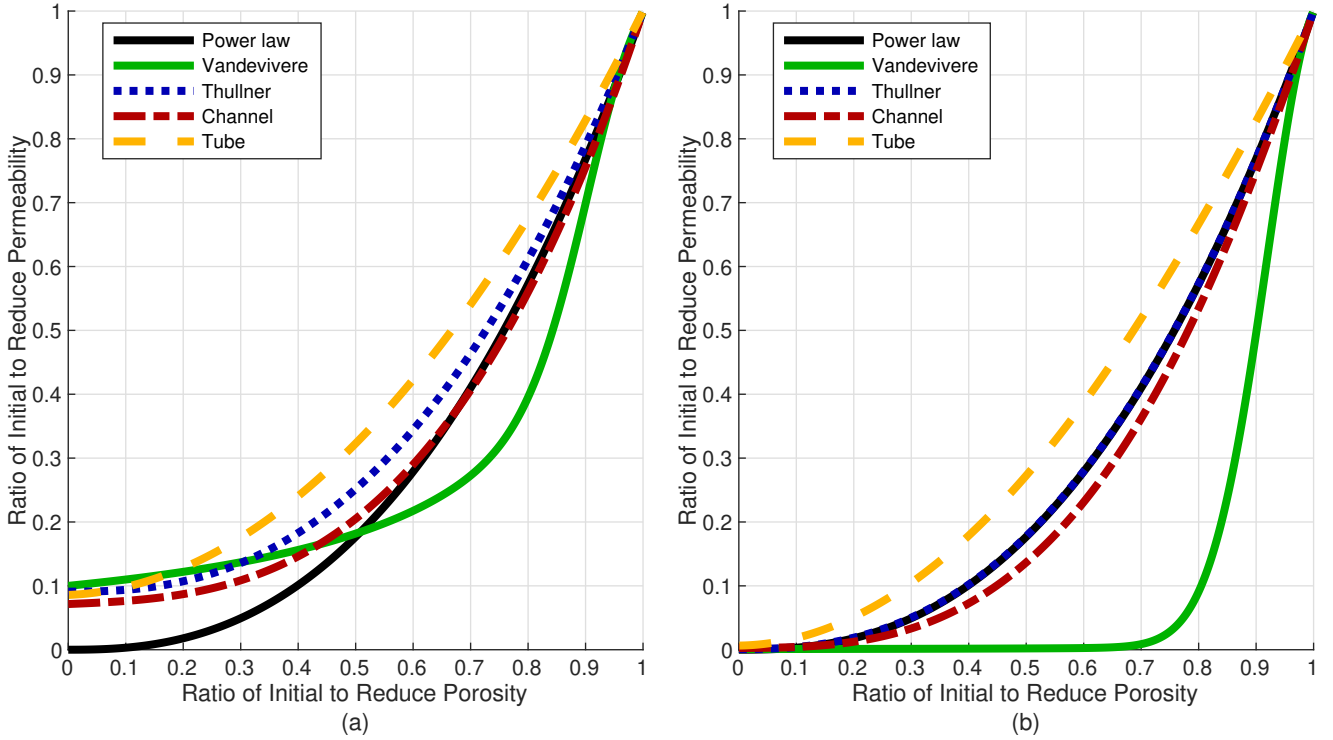 1
0.9
0.8
0.7
0.6
0.5
0.4
0.3
0.2
0.1
0
Ratio of Initial to Reduce Permeability
Power law
Vandevivere
Thullner
Channel
Tube
0 0.1 0.2 0.3 0.4 0.5 0.6 0.7 0.8 0.9 1
Ratio of Initial to Reduce Porosity
(a)
1
0.9
0.8
0.7
0.6
0.5
0.4
0.3
0.2
0.1
0
Ratio of Initial to Reduce Permeability
Power law
Vandevivere
Thullner
Channel
Tube
0 0.1 0.2 0.3 0.4 0.5 0.6 0.7 0.8 0.9 1
Ratio of Initial to Reduce Porosity
(b)